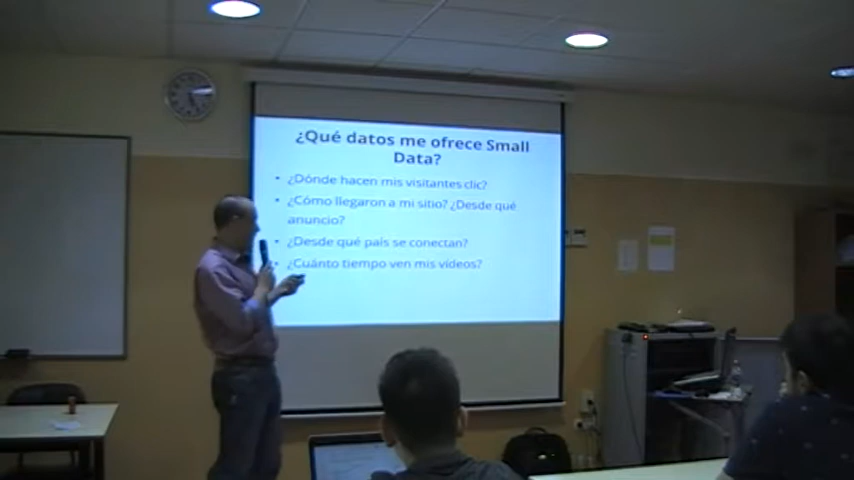 ¿Qué datos me ofrece Small
Data?
• ¿Dónde hacen mis visitantes clic?
• ¿Cómo llegaron a mi sitio? ¿Desde qué
anuncio?
• ¿Desde qué país se conectan?
• ¿Cuánto tiempo ven mis vídeos?